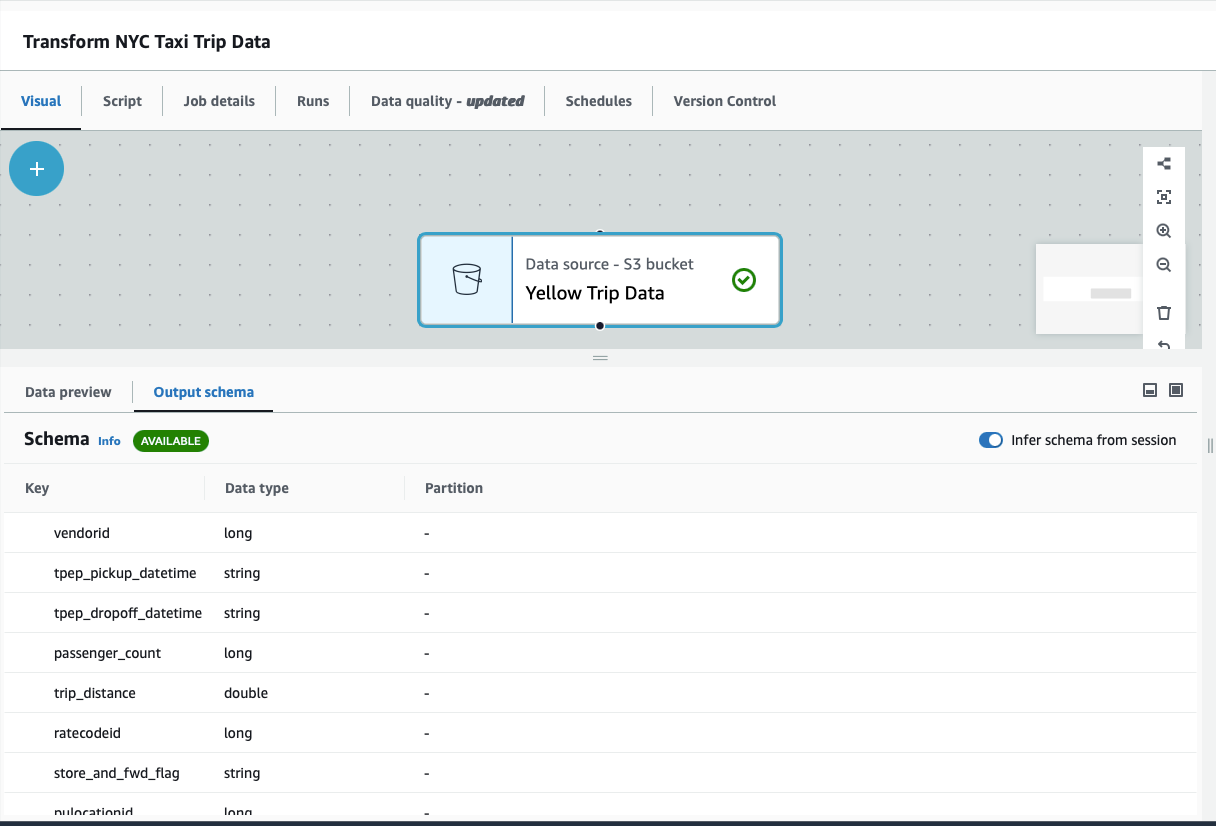 Transform NYC Taxi Trip Data
Visual Script Job details Runs Data quality - updated Schedules Version Control
Data source - S3 bucket
Yellow Trip Data
Data preview Output schema
Schema Info AVAILABLE Infer schema from session
Key Data type Partition
vendorid long -
tpep_pickup_datetime string -
tpep_dropoff_datetime string -
passenger_count long -
trip_distance double -
ratecodeid long -
store_and_fwd_flag string -
pulocationid long -